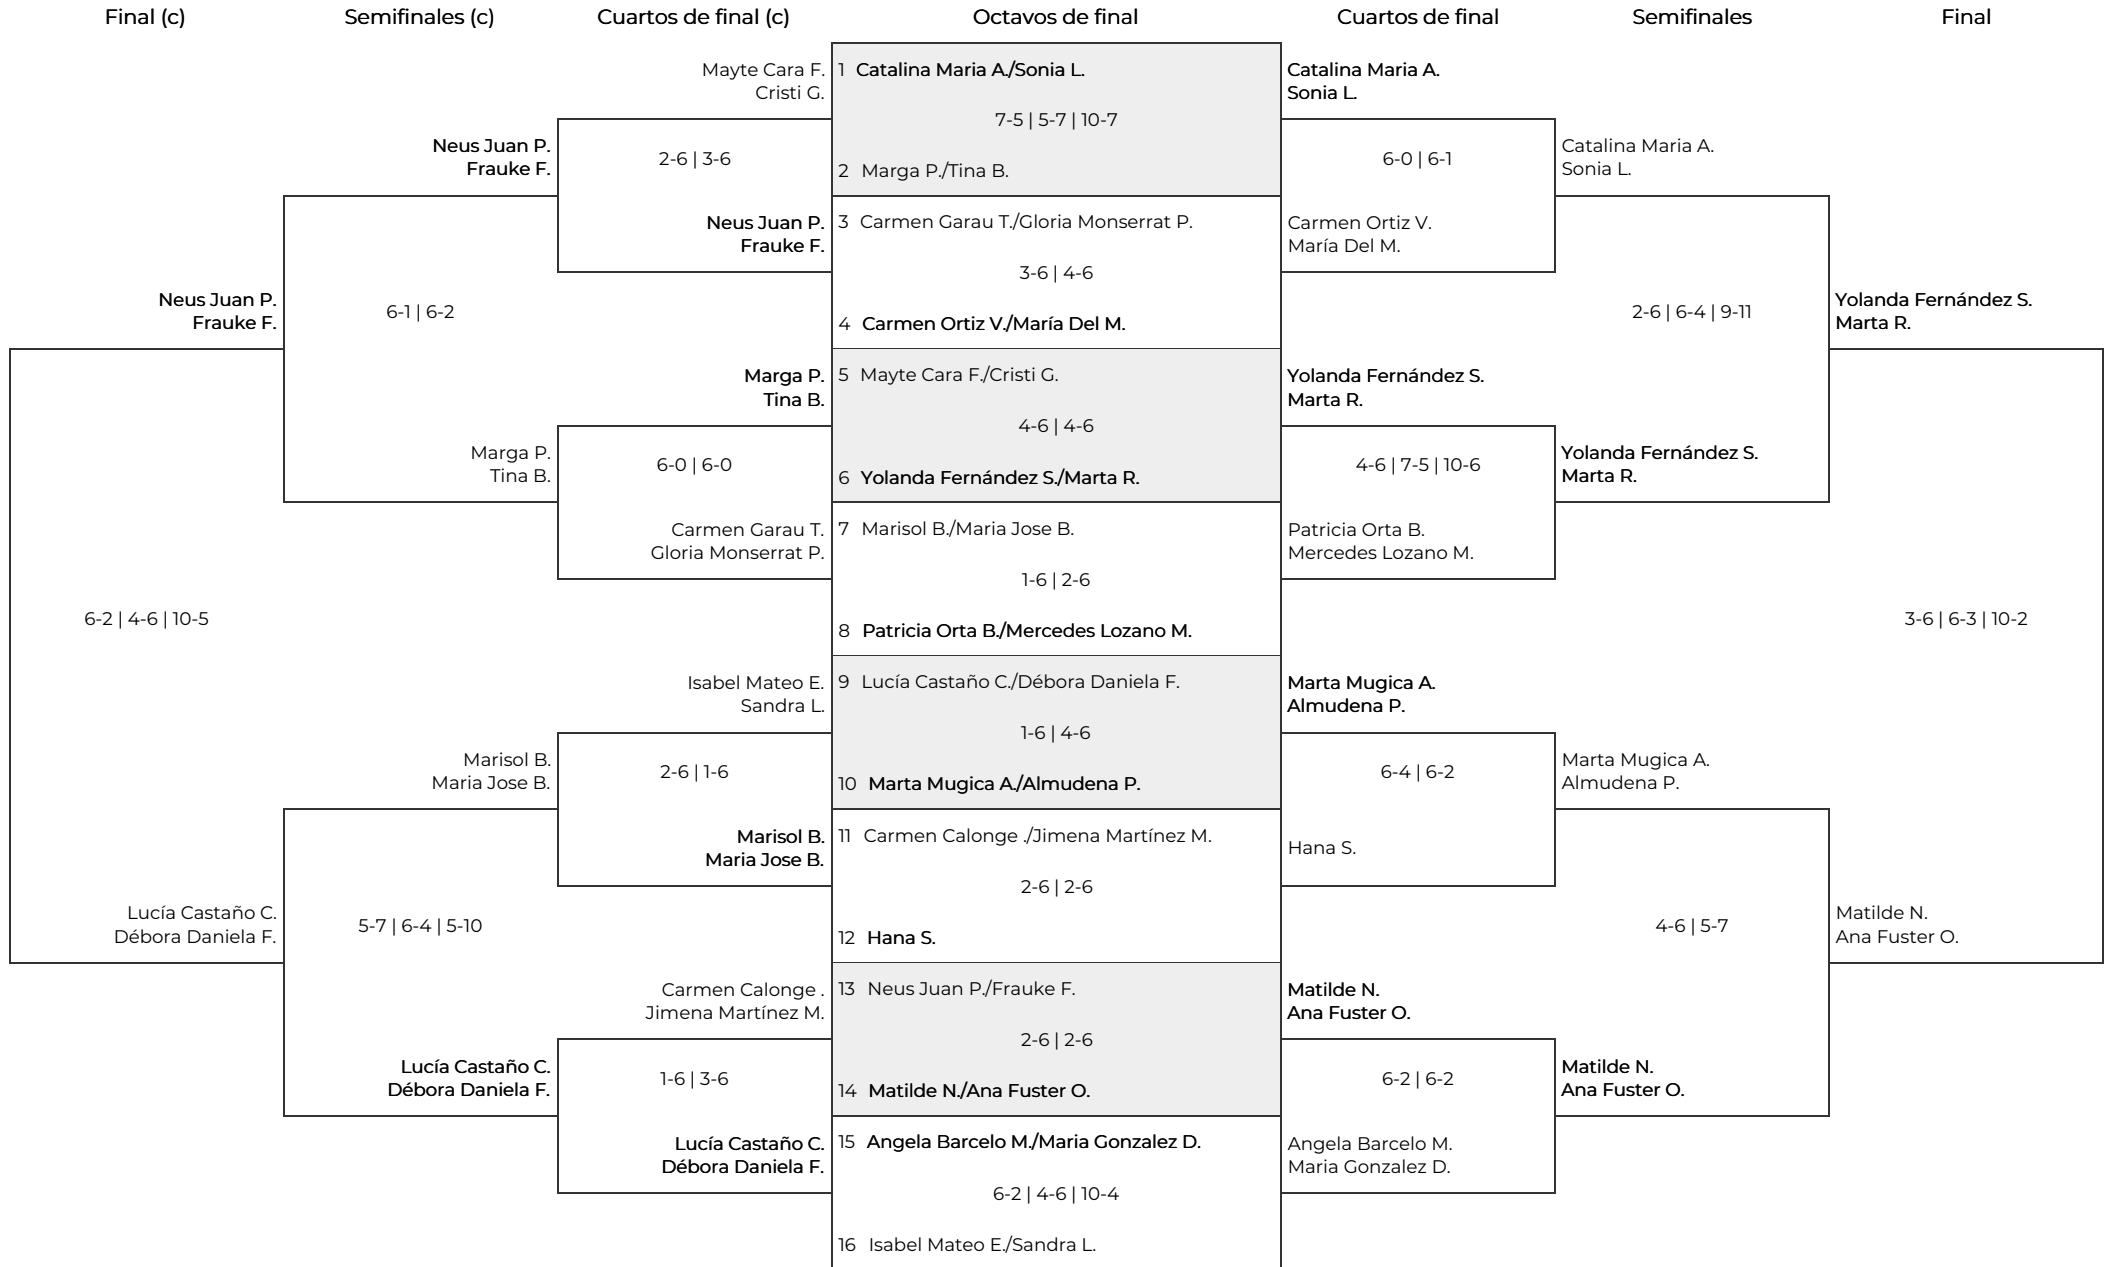 Final (c)
Semifinales (c)
Cuartos de final (c)
Octavos de final
Cuartos de final
Semifinales
Final
Neus Juan P.
Frauke F.
6-2 | 4-6 | 10-5
Lucía Castaño C.
Débora Daniela F.
Neus Juan P.
Frauke F.
6-1 | 6-2
Marga P.
Tina B.
Marisol B.
Maria Jose B.
5-7 | 6-4 | 5-10
Lucía Castaño C.
Débora Daniela F.
Mayte Cara F.
Cristi G.
2-6 | 3-6
Neus Juan P.
Frauke F.
Marga P.
Tina B.
6-0 | 6-0
Carmen Garau T.
Gloria Monserrat P.
Isabel Mateo E.
Sandra L.
2-6 | 1-6
Marisol B.
Maria Jose B.
Carmen Calonge .
Jimena Martínez M.
1-6 | 3-6
Lucía Castaño C.
Débora Daniela F.
1 Catalina Maria A./Sonia L.
7-5 | 5-7 | 10-7
2 Marga P./Tina B.
3 Carmen Garau T./Gloria Monserrat P.
3-6 | 4-6
4 Carmen Ortiz V./María Del M.
5 Mayte Cara F./Cristi G.
4-6 | 4-6
6 Yolanda Fernández S./Marta R.
7 Marisol B./Maria Jose B.
1-6 | 2-6
8 Patricia Orta B./Mercedes Lozano M.
9 Lucía Castaño C./Débora Daniela F.
1-6 | 4-6
10 Marta Mugica A./Almudena P.
11 Carmen Calonge ./Jimena Martínez M.
2-6 | 2-6
12 Hana S.
13 Neus Juan P./Frauke F.
2-6 | 2-6
14 Matilde N./Ana Fuster O.
15 Angela Barcelo M./Maria Gonzalez D.
6-2 | 4-6 | 10-4
16 Isabel Mateo E./Sandra L.
Catalina Maria A.
Sonia L.
6-0 | 6-1
Carmen Ortiz V.
María Del M.
Yolanda Fernández S.
Marta R.
4-6 | 7-5 | 10-6
Patricia Orta B.
Mercedes Lozano M.
Marta Mugica A.
Almudena P.
6-4 | 6-2
Hana S.
Matilde N.
Ana Fuster O.
6-2 | 6-2
Angela Barcelo M.
Maria Gonzalez D.
Catalina Maria A.
Sonia L.
2-6 | 6-4 | 9-11
Yolanda Fernández S.
Marta R.
Marta Mugica A.
Almudena P.
4-6 | 5-7
Matilde N.
Ana Fuster O.
Yolanda Fernández S.
Marta R.
3-6 | 6-3 | 10-2
Matilde N.
Ana Fuster O.